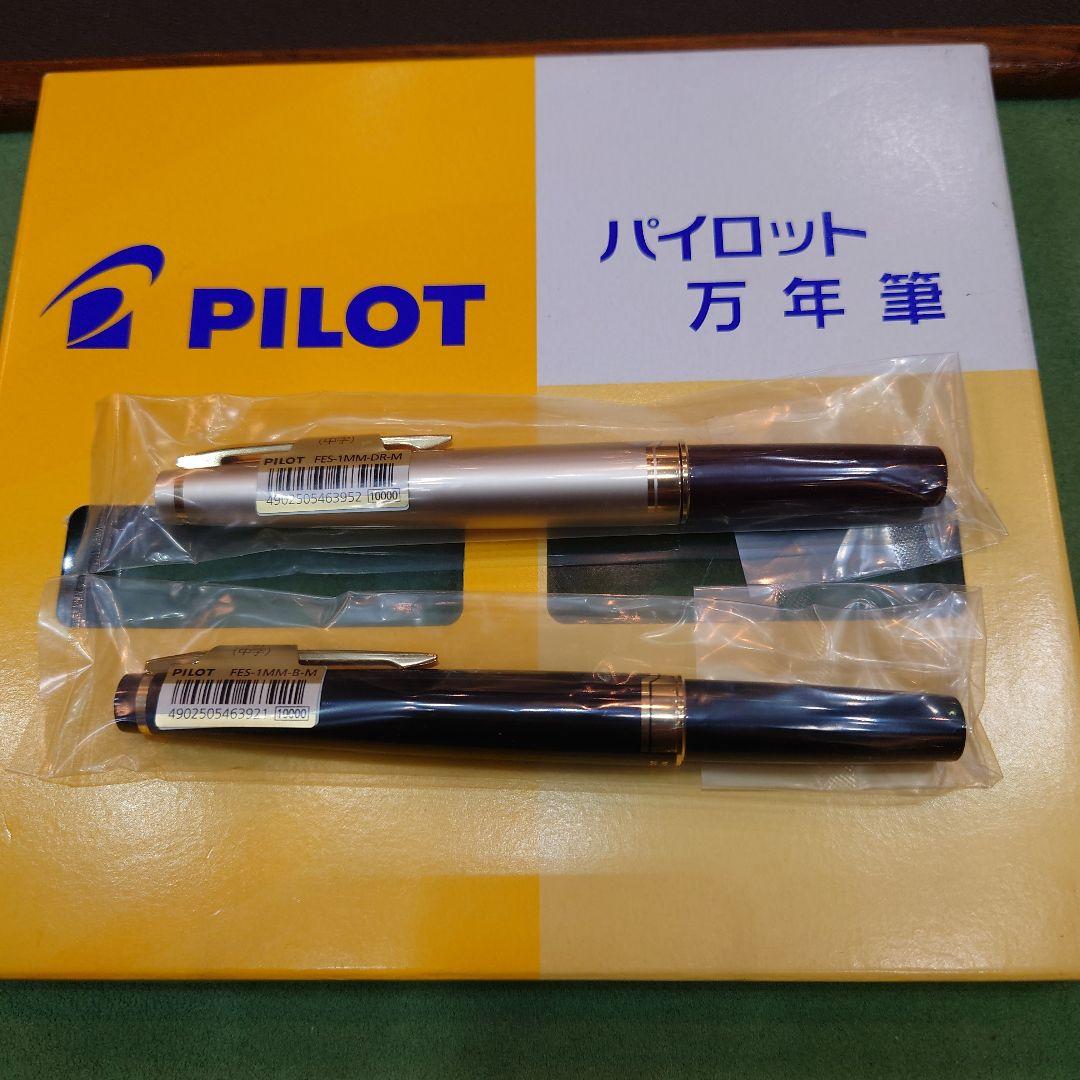 PILOT
パイロット
万年筆
(中字)
PILOT FES-1MM-DR-M
4902505463952 10000
(中字)
PILOT FES-1MM-B-M
4902505463921 10000